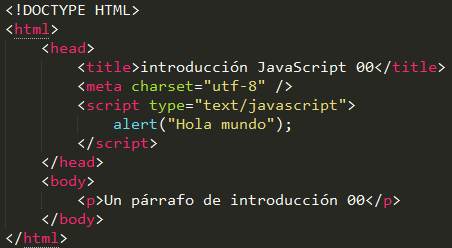 <!DOCTYPE HTML>
<html>
<head>
<title>introducción JavaScript 00</title>
<meta charset="utf-8" />
<script type="text/javascript">
alert("Hola mundo");
</script>
</head>
<body>
<p>Un párrafo de introducción 00</p>
</body>
</html>